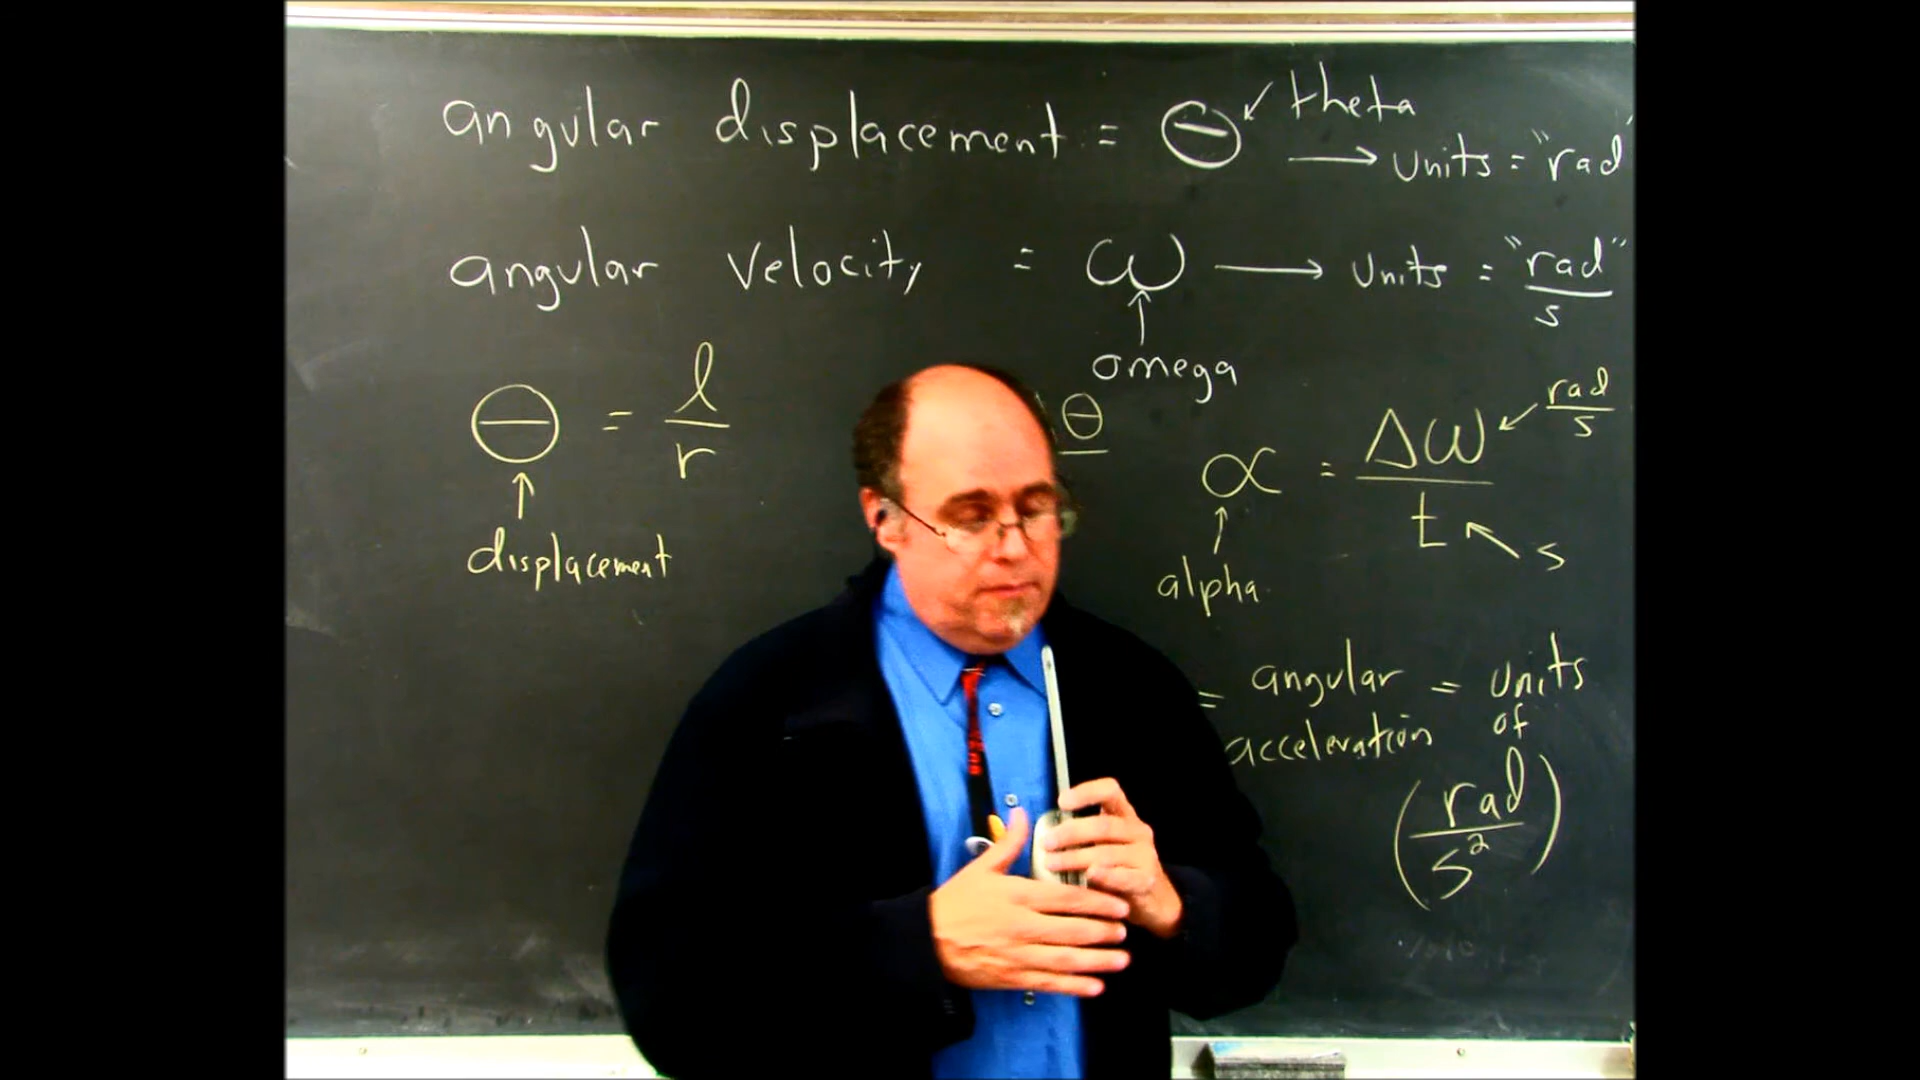 angular displacement = Θ ↙ theta
→ units = "rad"
angular velocity = ω → units = "rad"/s
↑
omega
Θ = l/r
↑
displacement
θ
α = Δω/t ↙ rad/s
↖ s
↑
alpha
= angular acceleration = units of
(rad/s²)